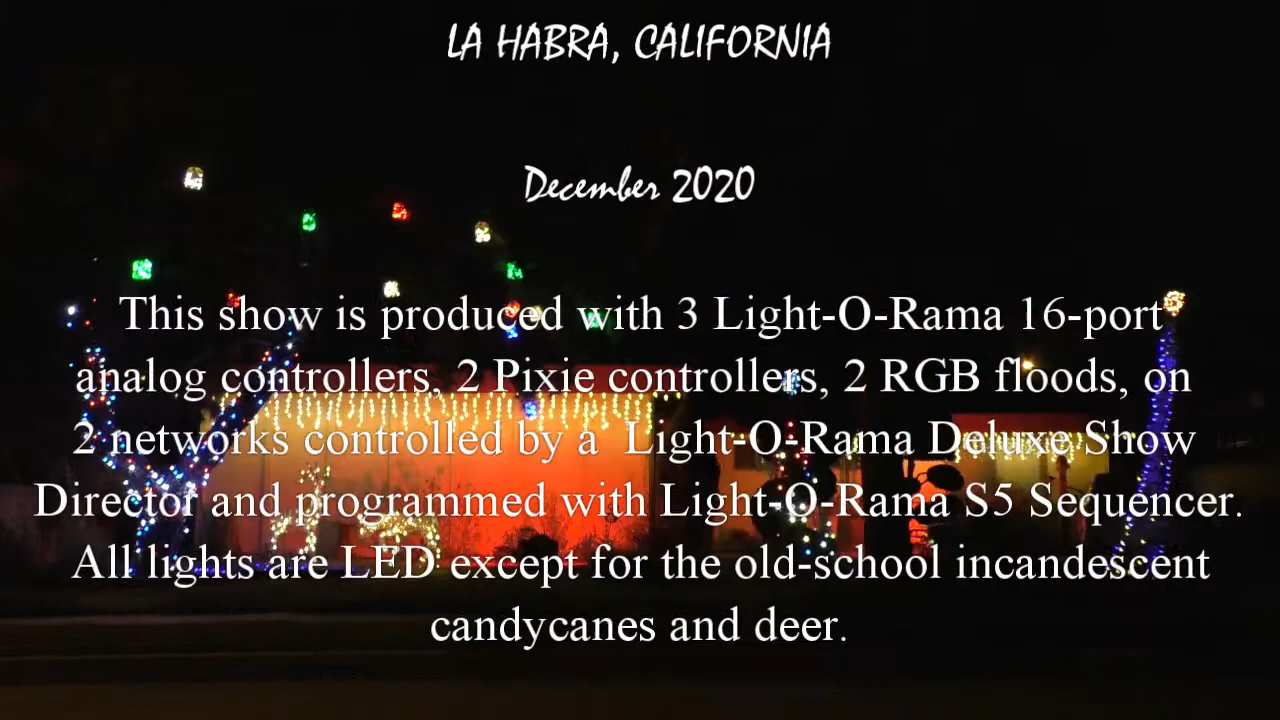 LA HABRA, CALIFORNIA
December 2020
This show is produced with 3 Light-O-Rama 16-port
analog controllers, 2 Pixie controllers, 2 RGB floods, on
2 networks controlled by a Light-O-Rama Deluxe Show
Director and programmed with Light-O-Rama S5 Sequencer.
All lights are LED except for the old-school incandescent
candycanes and deer.